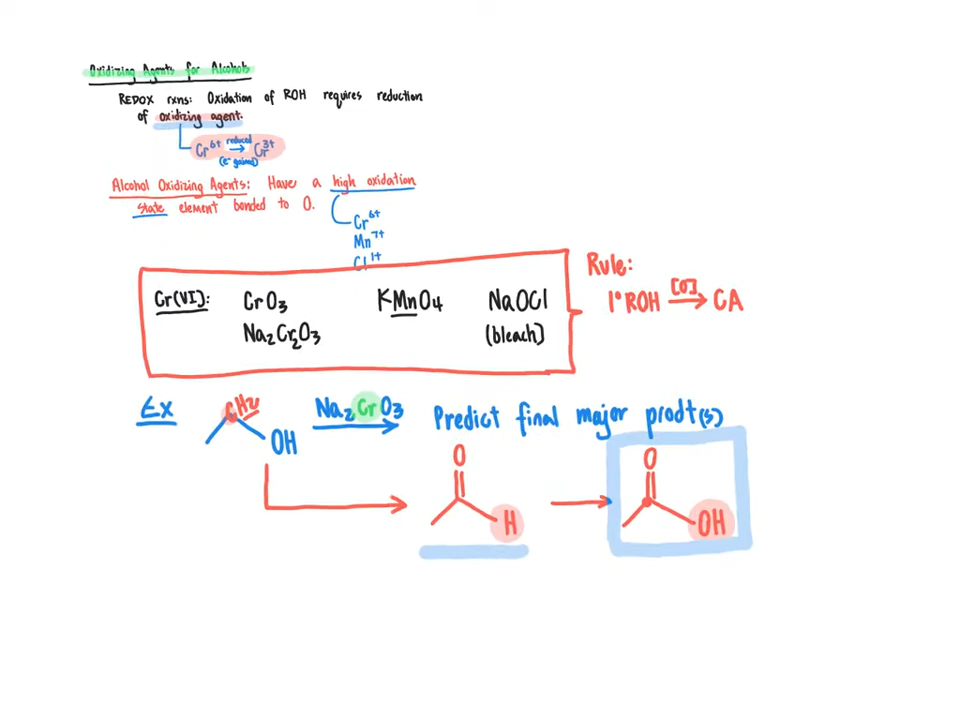 Oxidizing Agents for Alcohols
REDOX rxns: Oxidation of ROH requires reduction
of oxidizing agent.
Cr⁶⁺ reduced → Cr³⁺
(e⁻ gained)
Alcohol Oxidizing Agents: Have a high oxidation
state element bonded to O.
Cr⁶⁺
Mn⁷⁺
Cl¹⁺
Rule:
1° ROH [O] → CA
Cr(VI): CrO₃ KMnO₄ NaOCl
Na₂Cr₂O₃ (bleach)
Ex CH₂ OH Na₂CrO₃ Predict final major prodt(s)
O H
O OH